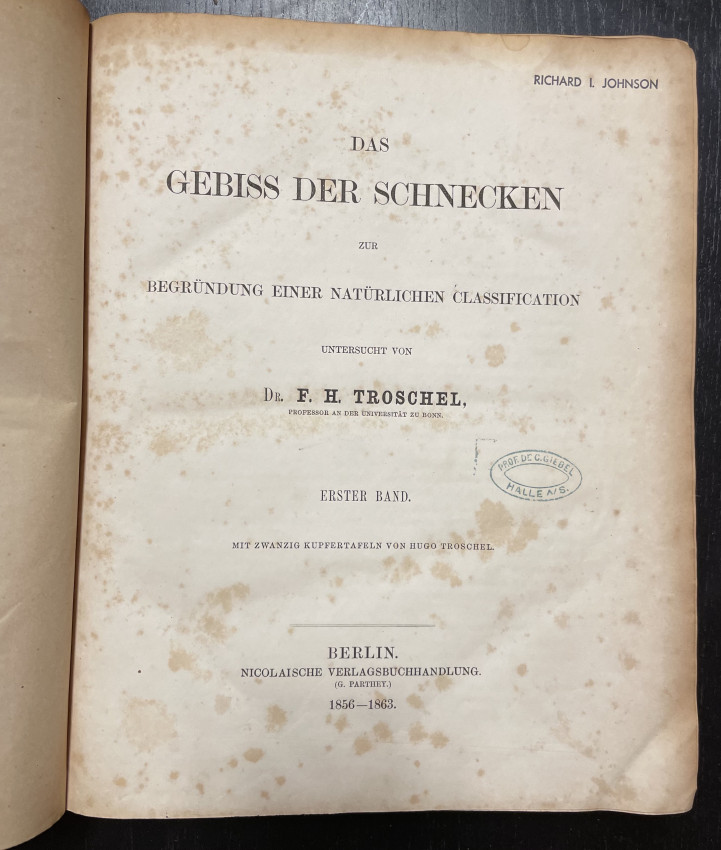 RICHARD I. JOHNSON
DAS
GEBISS DER SCHNECKEN
ZUR
BEGRÜNDUNG EINER NATÜRLICHEN CLASSIFICATION
UNTERSUCHT VON
DR. F. H. TROSCHEL,
PROFESSOR AN DER UNIVERSITÄT ZU BONN.
PROF. DR. C. GIEBEL
HALLE A/S.
ERSTER BAND.
MIT ZWANZIG KUPFERTAFELN VON HUGO TROSCHEL.
BERLIN.
NICOLAISCHE VERLAGSBUCHHANDLUNG.
(G. PARTHEY.)
1856—1863.